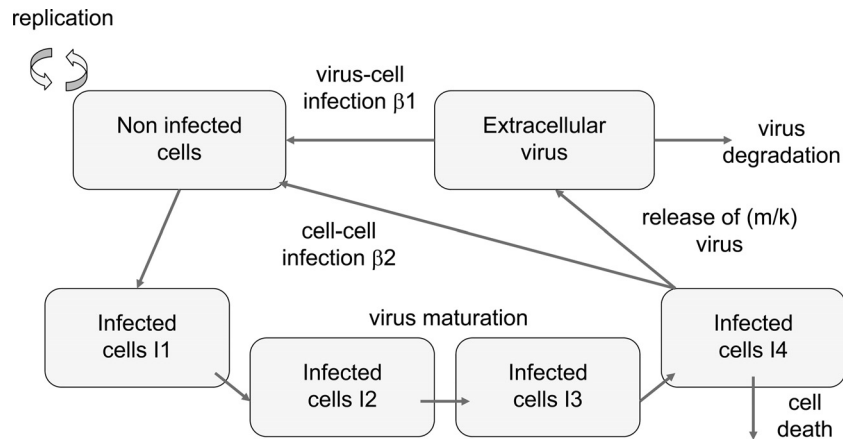 replication
virus-cell
infection β1
Non infected
cells
Extracellular
virus
virus
degradation
cell-cell
infection β2
release of (m/k)
virus
Infected
cells I1
virus maturation
Infected
cells I4
Infected
cells I2
Infected
cells I3
cell
death